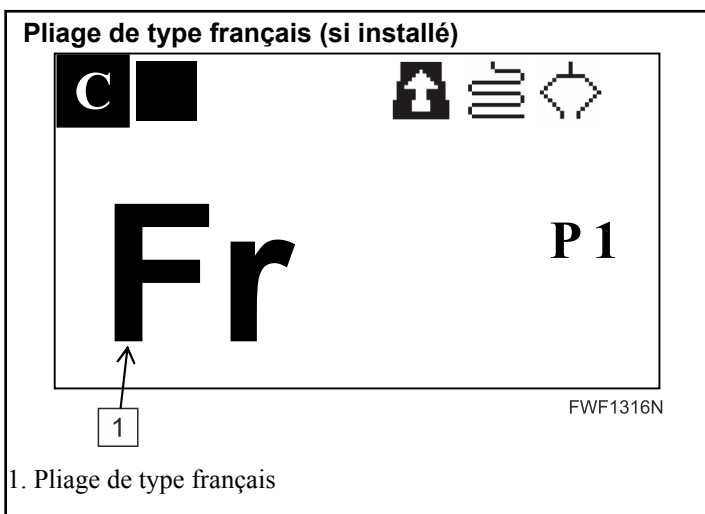 Pliage de type français (si installé)
C
Fr
P 1
1
FWF1316N
1. Pliage de type français